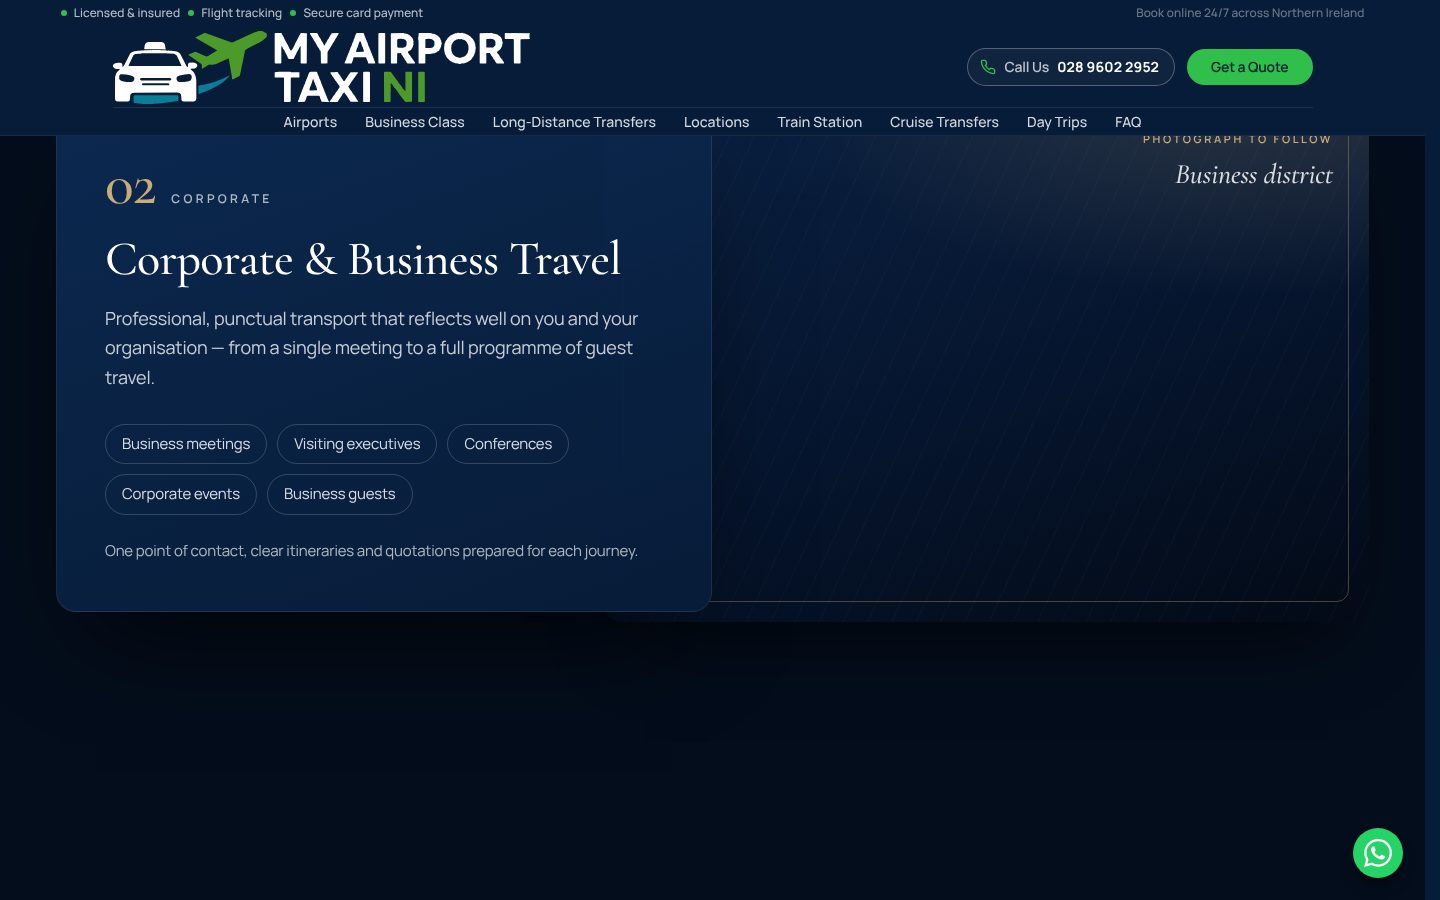 Licensed & insured Flight tracking Secure card payment
Book online 24/7 across Northern Ireland
MY AIRPORT
TAXI NI
Call Us 028 9602 2952
Get a Quote
Airports Business Class Long-Distance Transfers Locations Train Station Cruise Transfers Day Trips FAQ
PHOTOGRAPH TO FOLLOW
Business district
02 CORPORATE
Corporate & Business Travel
Professional, punctual transport that reflects well on you and your
organisation — from a single meeting to a full programme of guest
travel.
Business meetings Visiting executives Conferences
Corporate events Business guests
One point of contact, clear itineraries and quotations prepared for each journey.